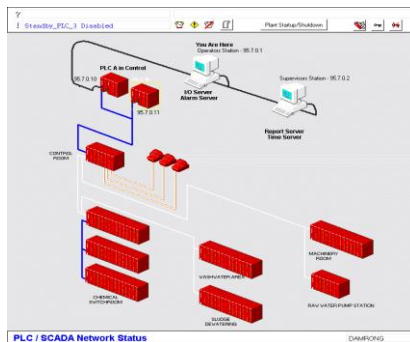 ! Standby_PLC_3 Disabled
Plant Startup/Shutdown
You Are Here
Operators Station - 95.7.0.1
PLC A in Control
95.7.0.10
Supervisors Station - 95.7.0.2
I/O Server
Alarm Server
95.7.0.11
Report Server
Time Server
CONTROL
ROOM
MACHINERY
ROOM
WASHWATER AREA
CHEMICAL
SWITCHROOM
RAW WATER PUMP STATION
SLUDGE
DEWATERING
PLC / SCADA Network Status
DAMRONG